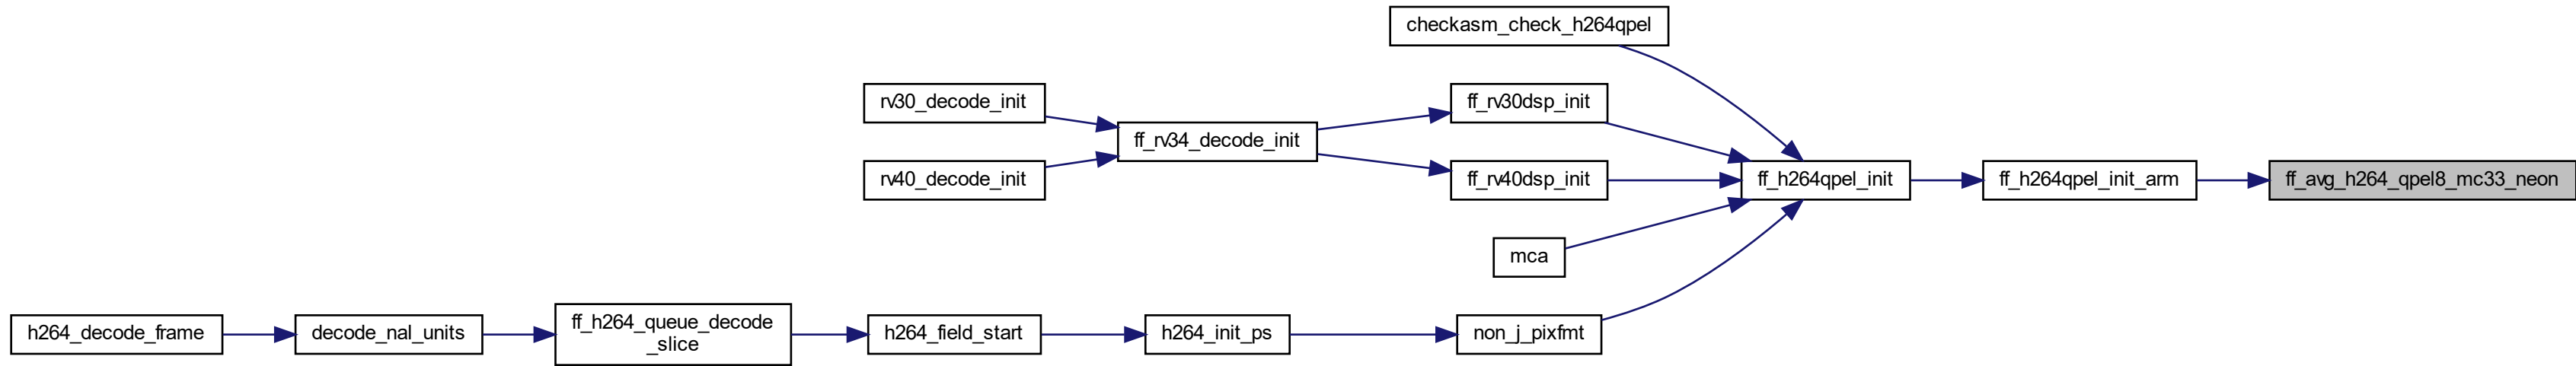 checkasm_check_h264qpel
rv30_decode_init
ff_rv30dsp_init
ff_rv34_decode_init
rv40_decode_init
ff_rv40dsp_init
ff_h264qpel_init
ff_h264qpel_init_arm
ff_avg_h264_qpel8_mc33_neon
mca
h264_decode_frame
decode_nal_units
ff_h264_queue_decode
_slice
h264_field_start
h264_init_ps
non_j_pixfmt